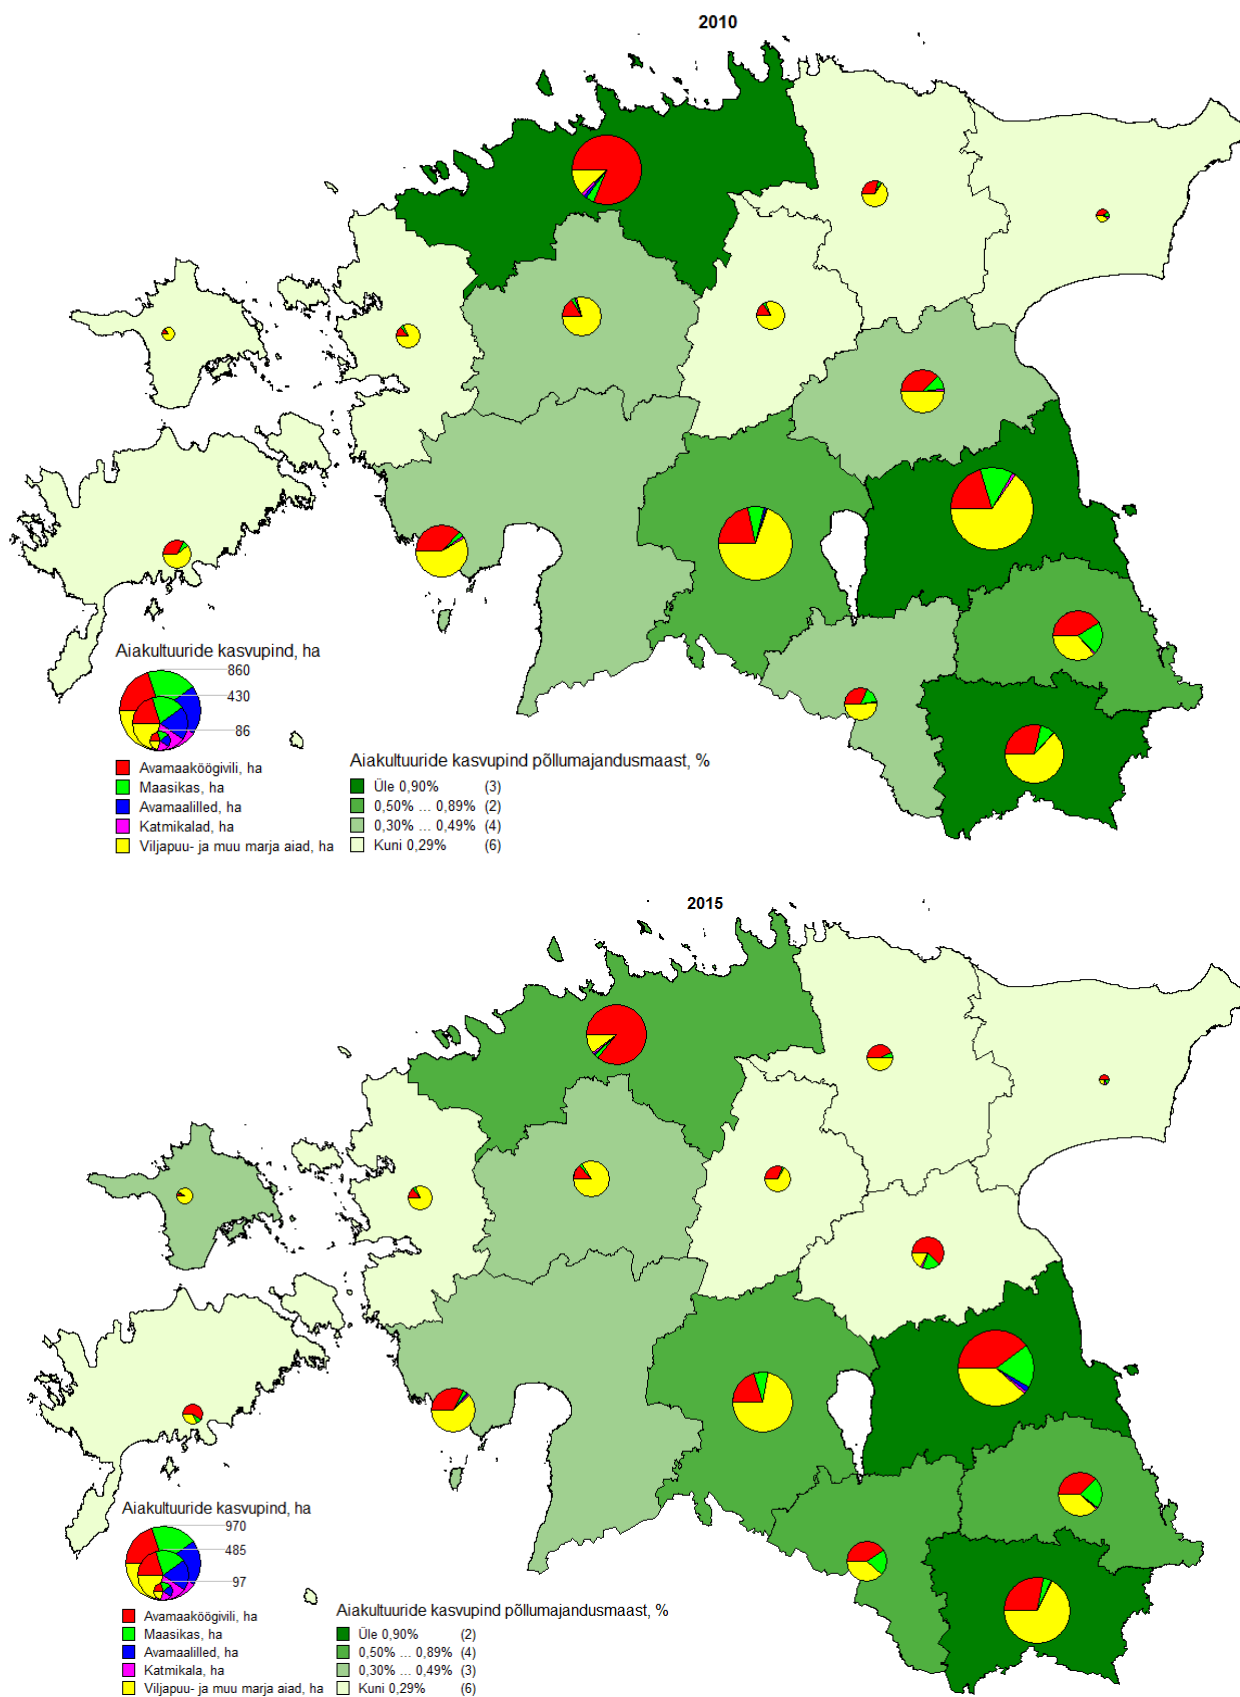 2010
Aiakultuuride kasvupind, ha
860
430
86
Avamaaköögivili, ha
Maasikas, ha
Avamaalilled, ha
Katmikalad, ha
Viljapuu- ja muu marja aiad, ha
Aiakultuuride kasvupind põllumajandusmaast, %
Üle 0,90% (3)
0,50% ... 0,89% (2)
0,30% ... 0,49% (4)
Kuni 0,29% (6)
2015
Aiakultuuride kasvupind, ha
970
485
97
Avamaaköögivili, ha
Maasikas, ha
Avamaalilled, ha
Katmikala, ha
Viljapuu- ja muu marja aiad, ha
Aiakultuuride kasvupind põllumajandusmaast, %
Üle 0,90% (2)
0,50% ... 0,89% (4)
0,30% ... 0,49% (3)
Kuni 0,29% (6)